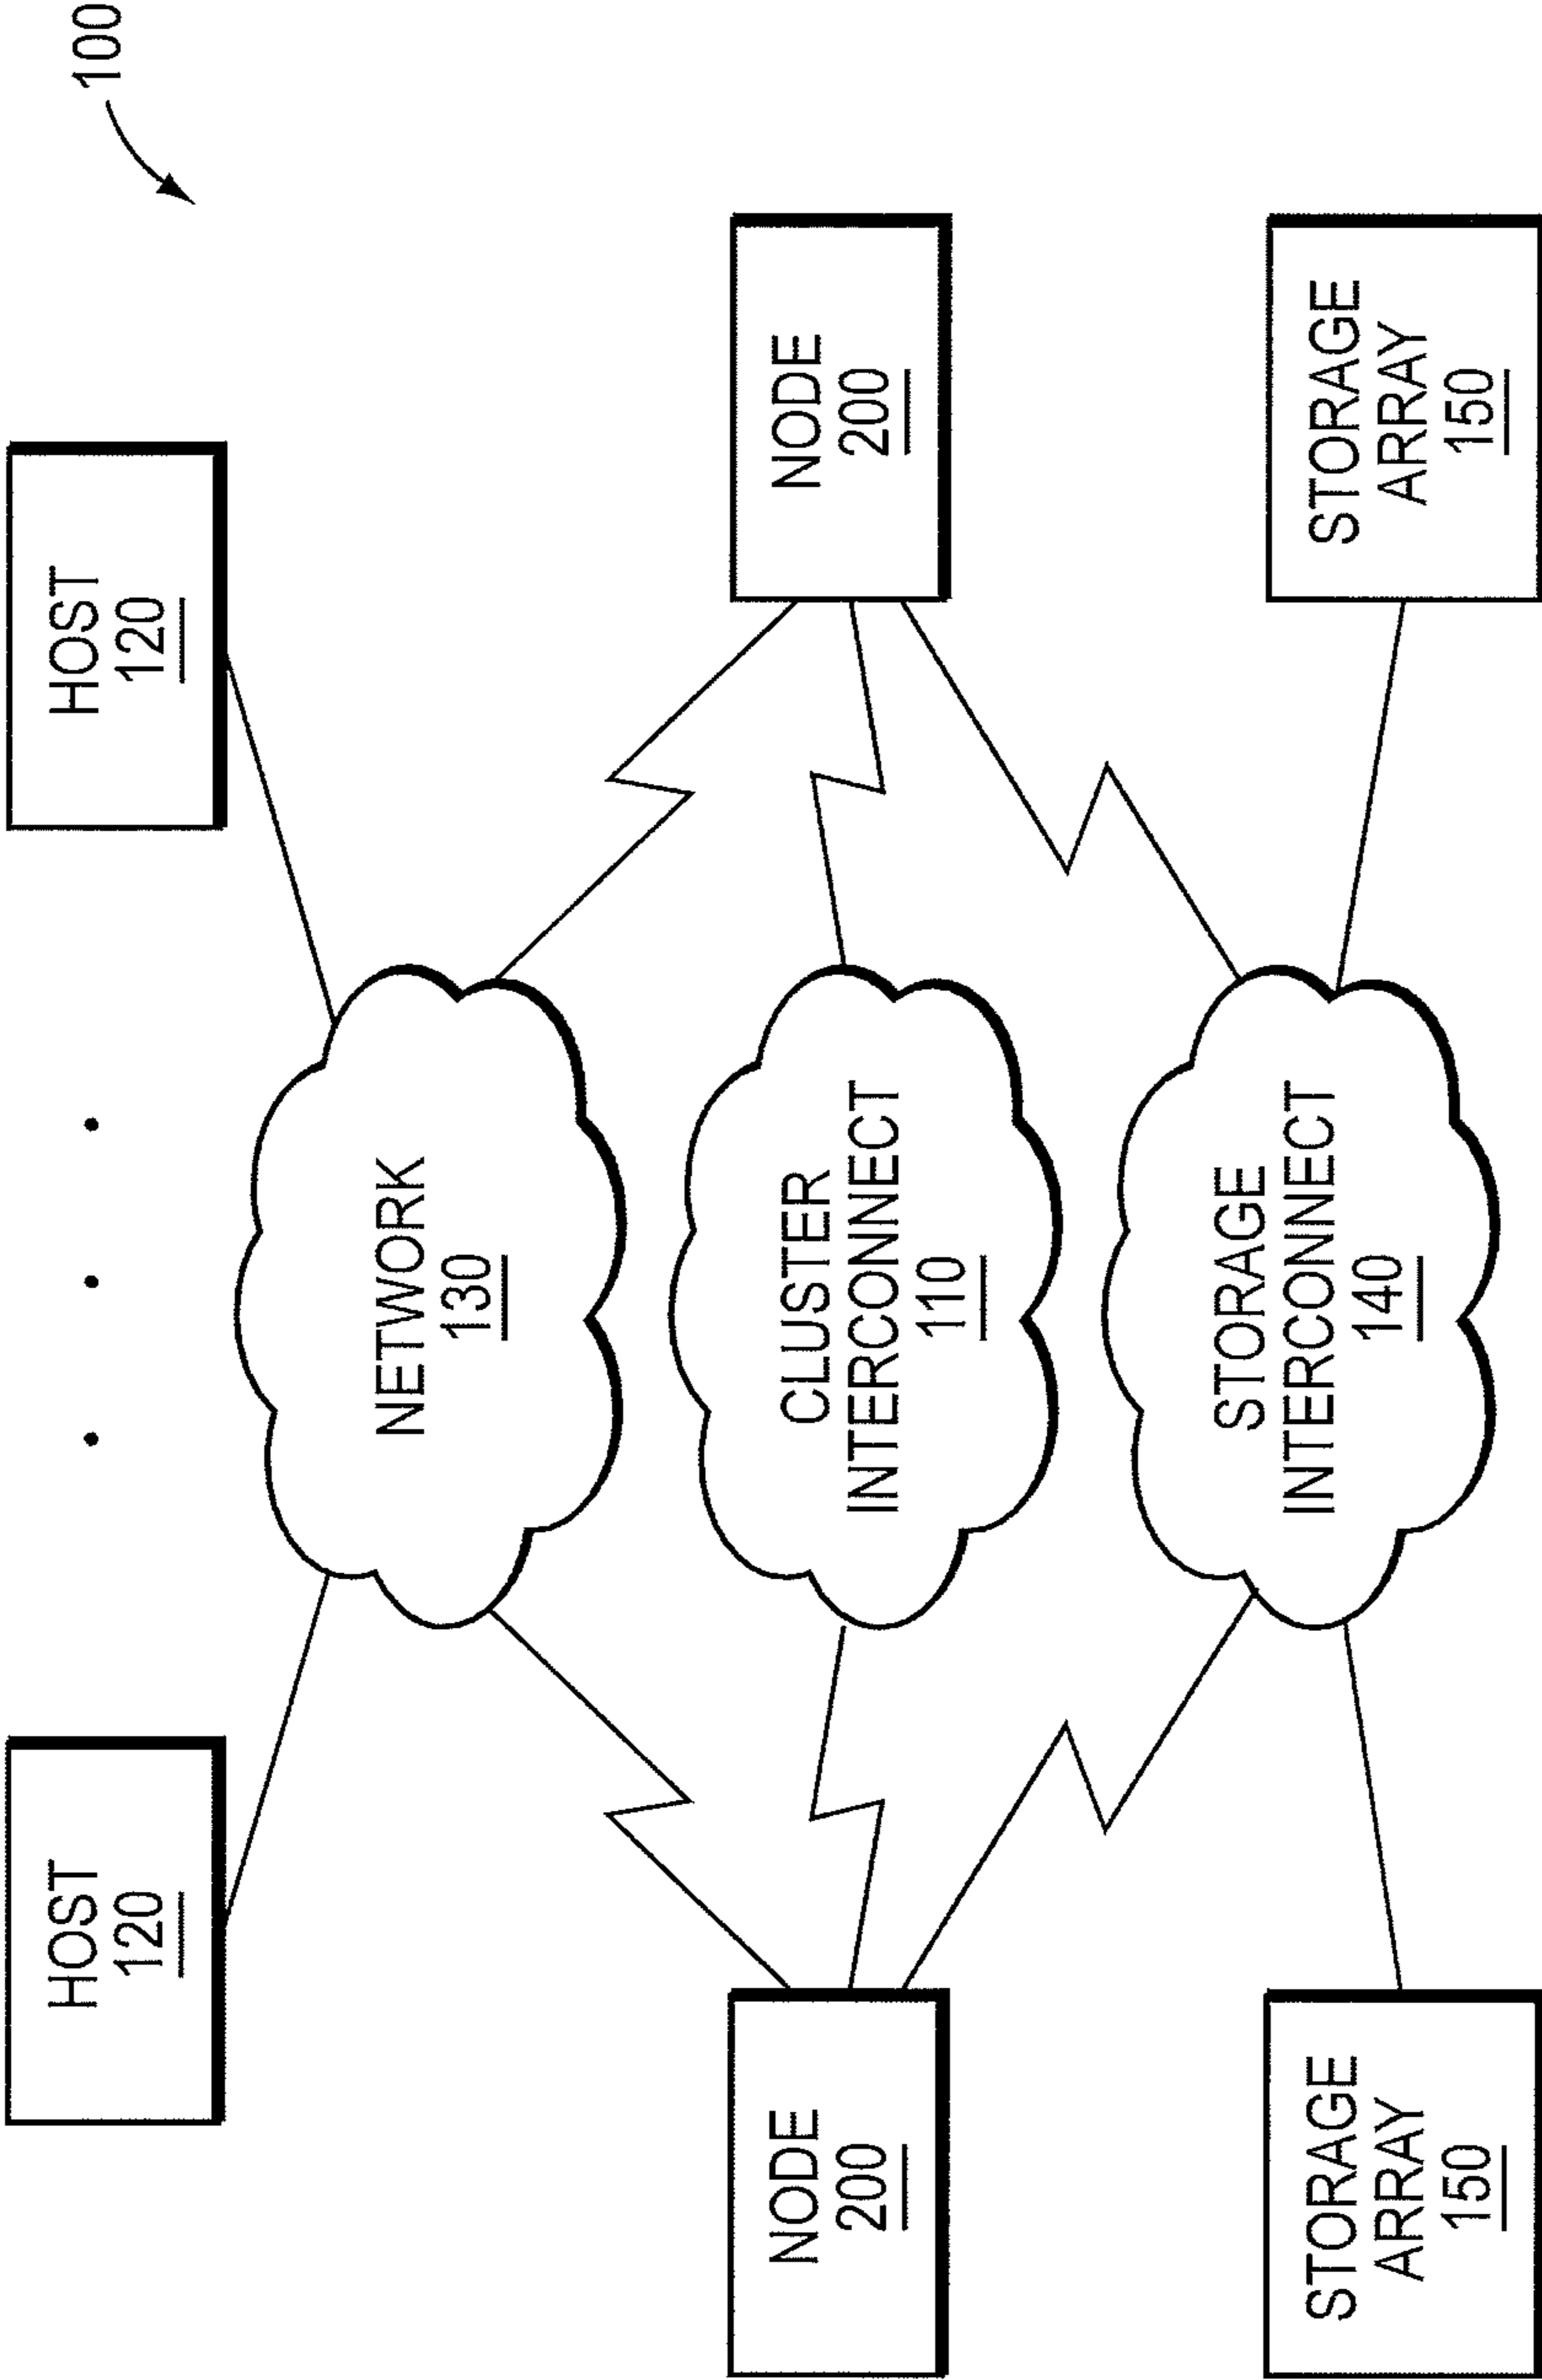 100
HOST
120
HOST
120
NETWORK
130
NODE
200
CLUSTER
INTERCONNECT
110
NODE
200
STORAGE
INTERCONNECT
140
STORAGE
ARRAY
150
STORAGE
ARRAY
150